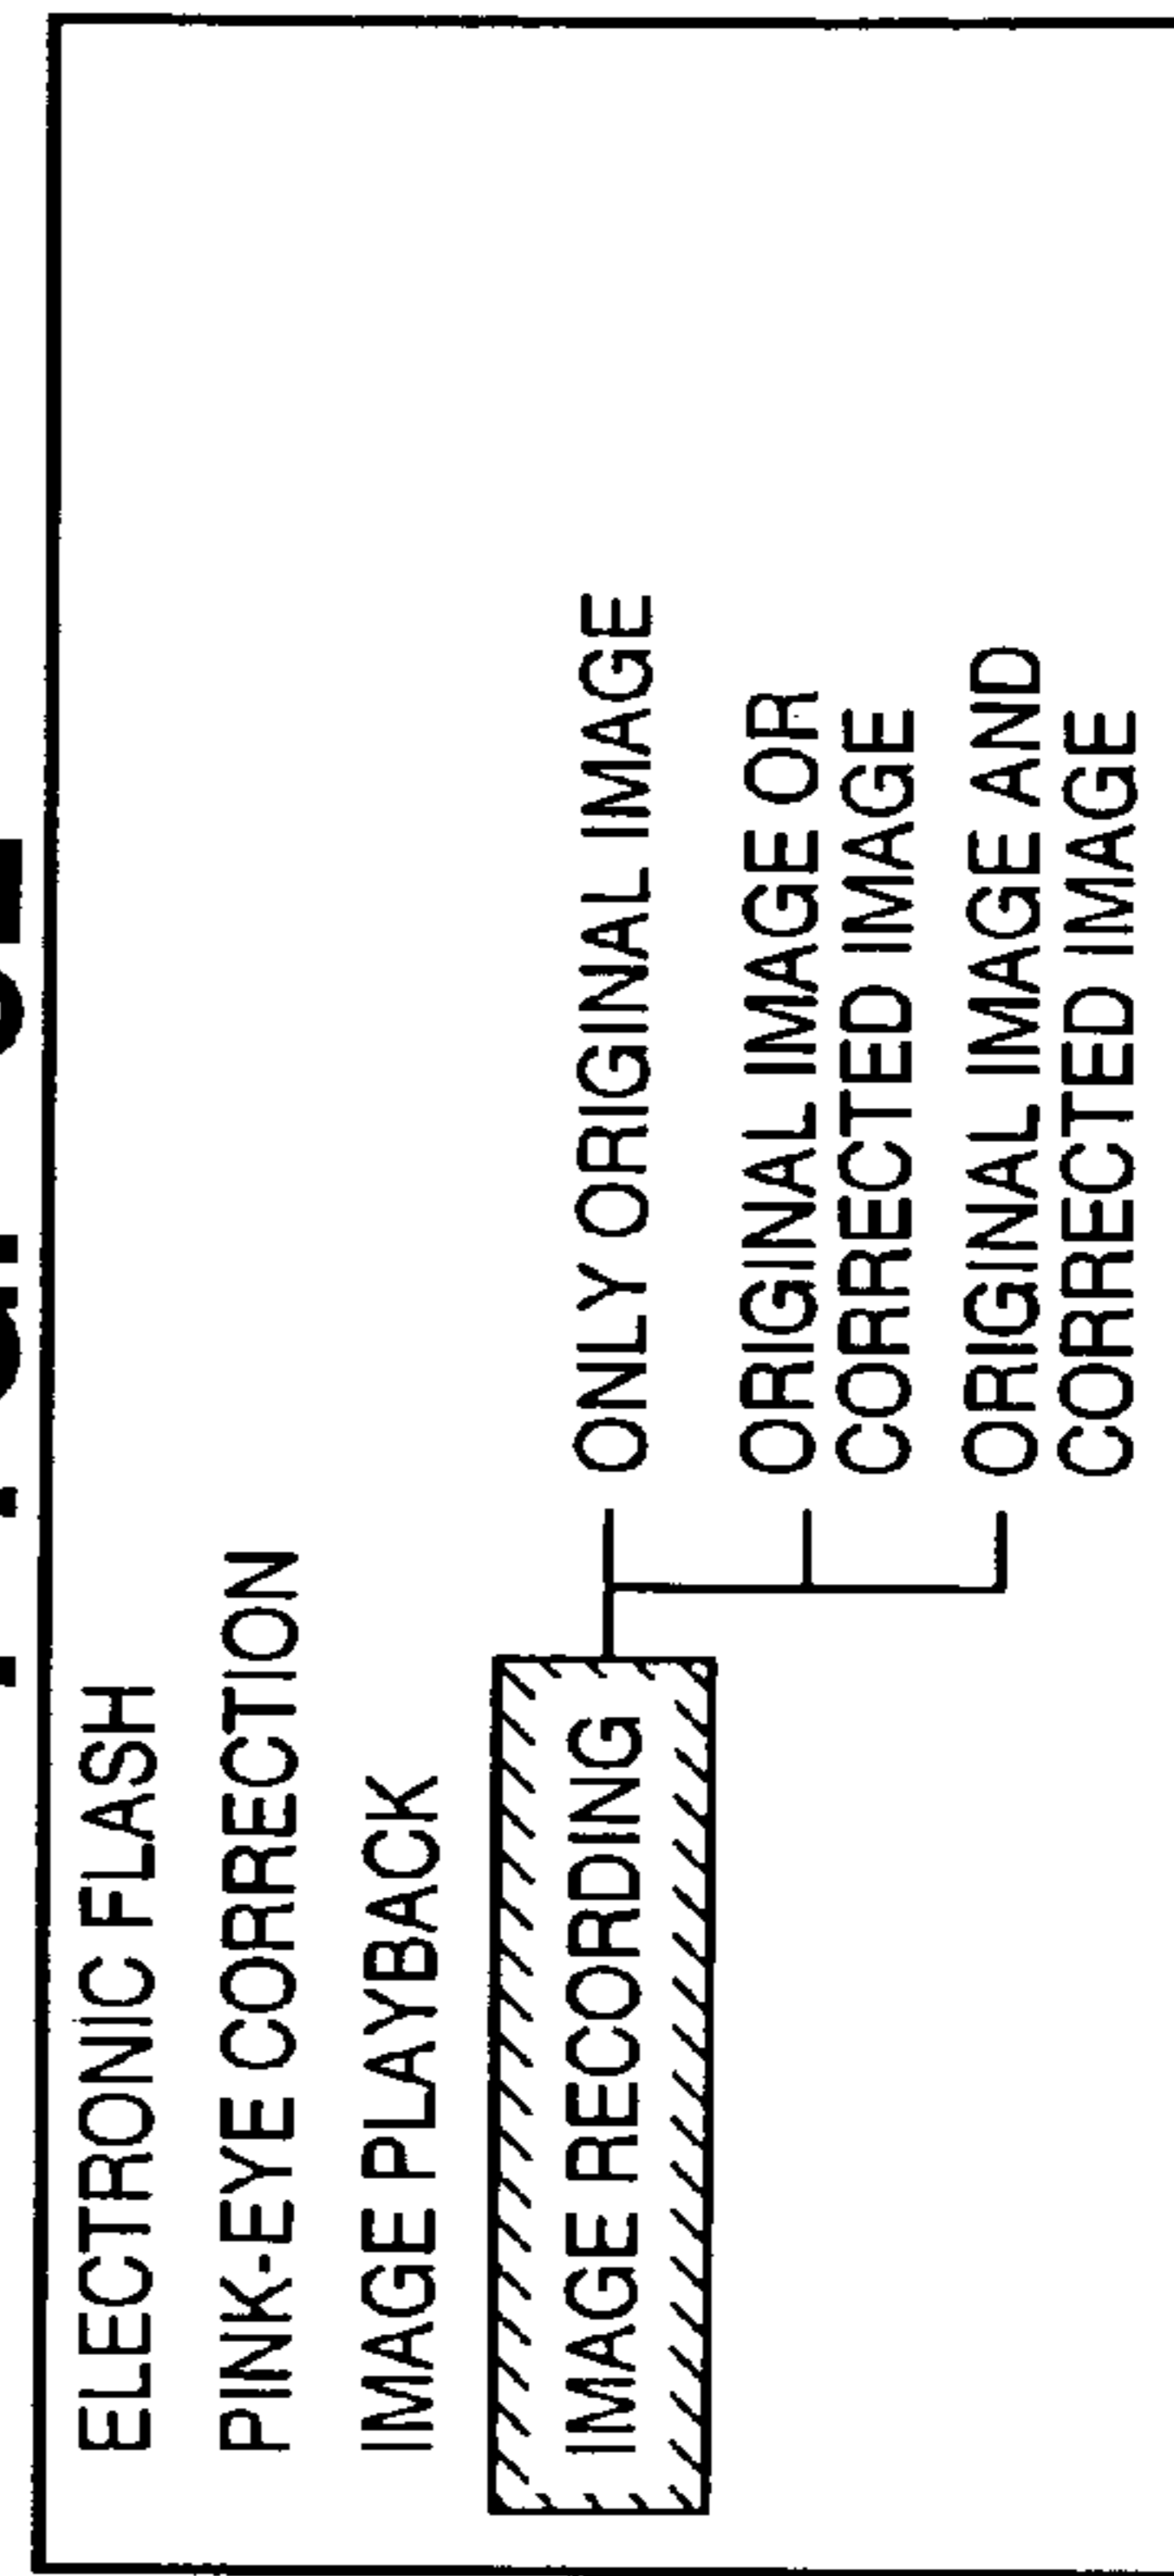 ELECTRONIC FLASH
PINK-EYE CORRECTION
IMAGE PLAYBACK
IMAGE RECORDING
ONLY ORIGINAL IMAGE
ORIGINAL IMAGE OR
CORRECTED IMAGE
ORIGINAL IMAGE AND
CORRECTED IMAGE